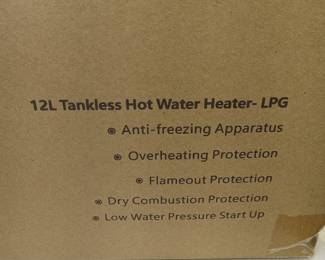 12L Tankless Hot Water Heater- LPG
Anti-freezing Apparatus
Overheating Protection
Flameout Protection
Dry Combustion Protection
Low Water Pressure Start Up